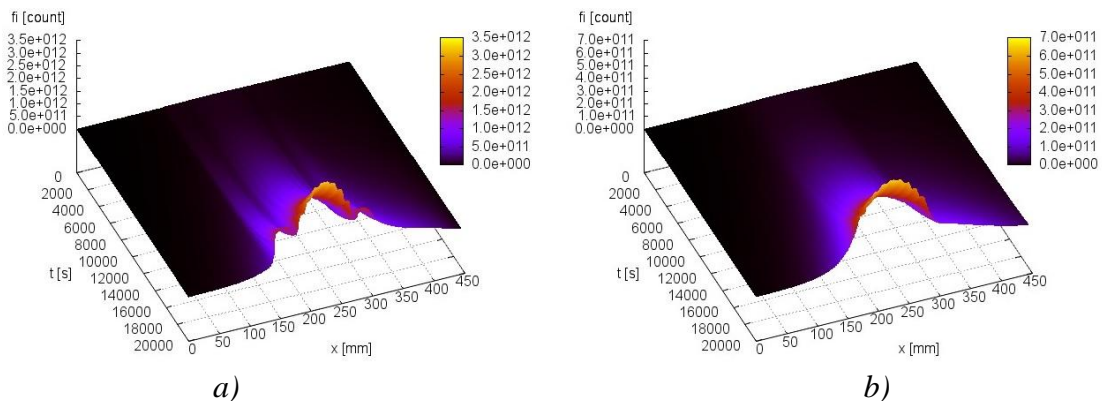 fi [count]
3.5e+012
3.0e+012
2.5e+012
2.0e+012
1.5e+012
1.0e+012
5.0e+011
0.0e+000
3.5e+012
3.0e+012
2.5e+012
2.0e+012
1.5e+012
1.0e+012
5.0e+011
0.0e+000
0
2000
4000
6000
8000
10000
12000
14000
16000
18000
20000
t [s]
0
50
100
150
200
250
300
350
400
450
x [mm]
a)
fi [count]
7.0e+011
6.0e+011
5.0e+011
4.0e+011
3.0e+011
2.0e+011
1.0e+011
0.0e+000
7.0e+011
6.0e+011
5.0e+011
4.0e+011
3.0e+011
2.0e+011
1.0e+011
0.0e+000
0
2000
4000
6000
8000
10000
12000
14000
16000
18000
20000
t [s]
0
50
100
150
200
250
300
350
400
450
x [mm]
b)